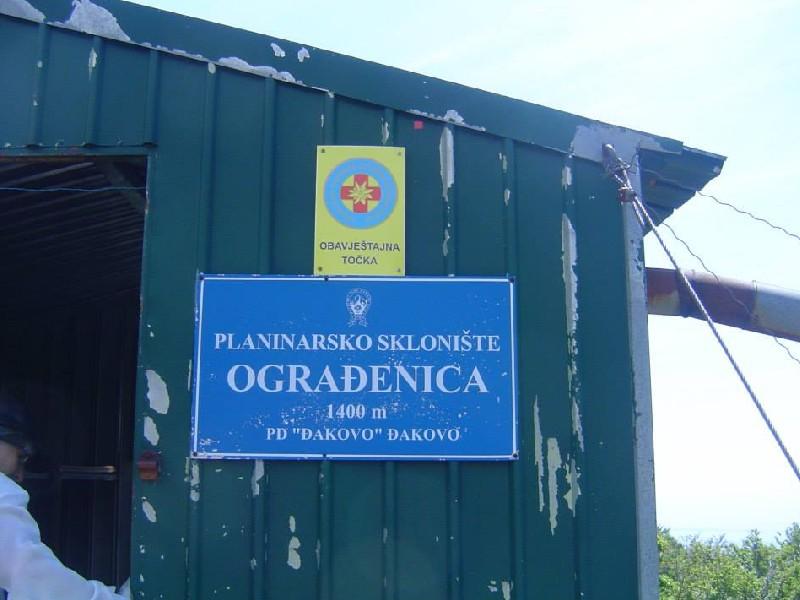 OBAVJEŠTAJNA
TOČKA
PLANINARSKO SKLONIŠTE
OGRAĐENICA
1400 m
PD "ĐAKOVO" ĐAKOVO